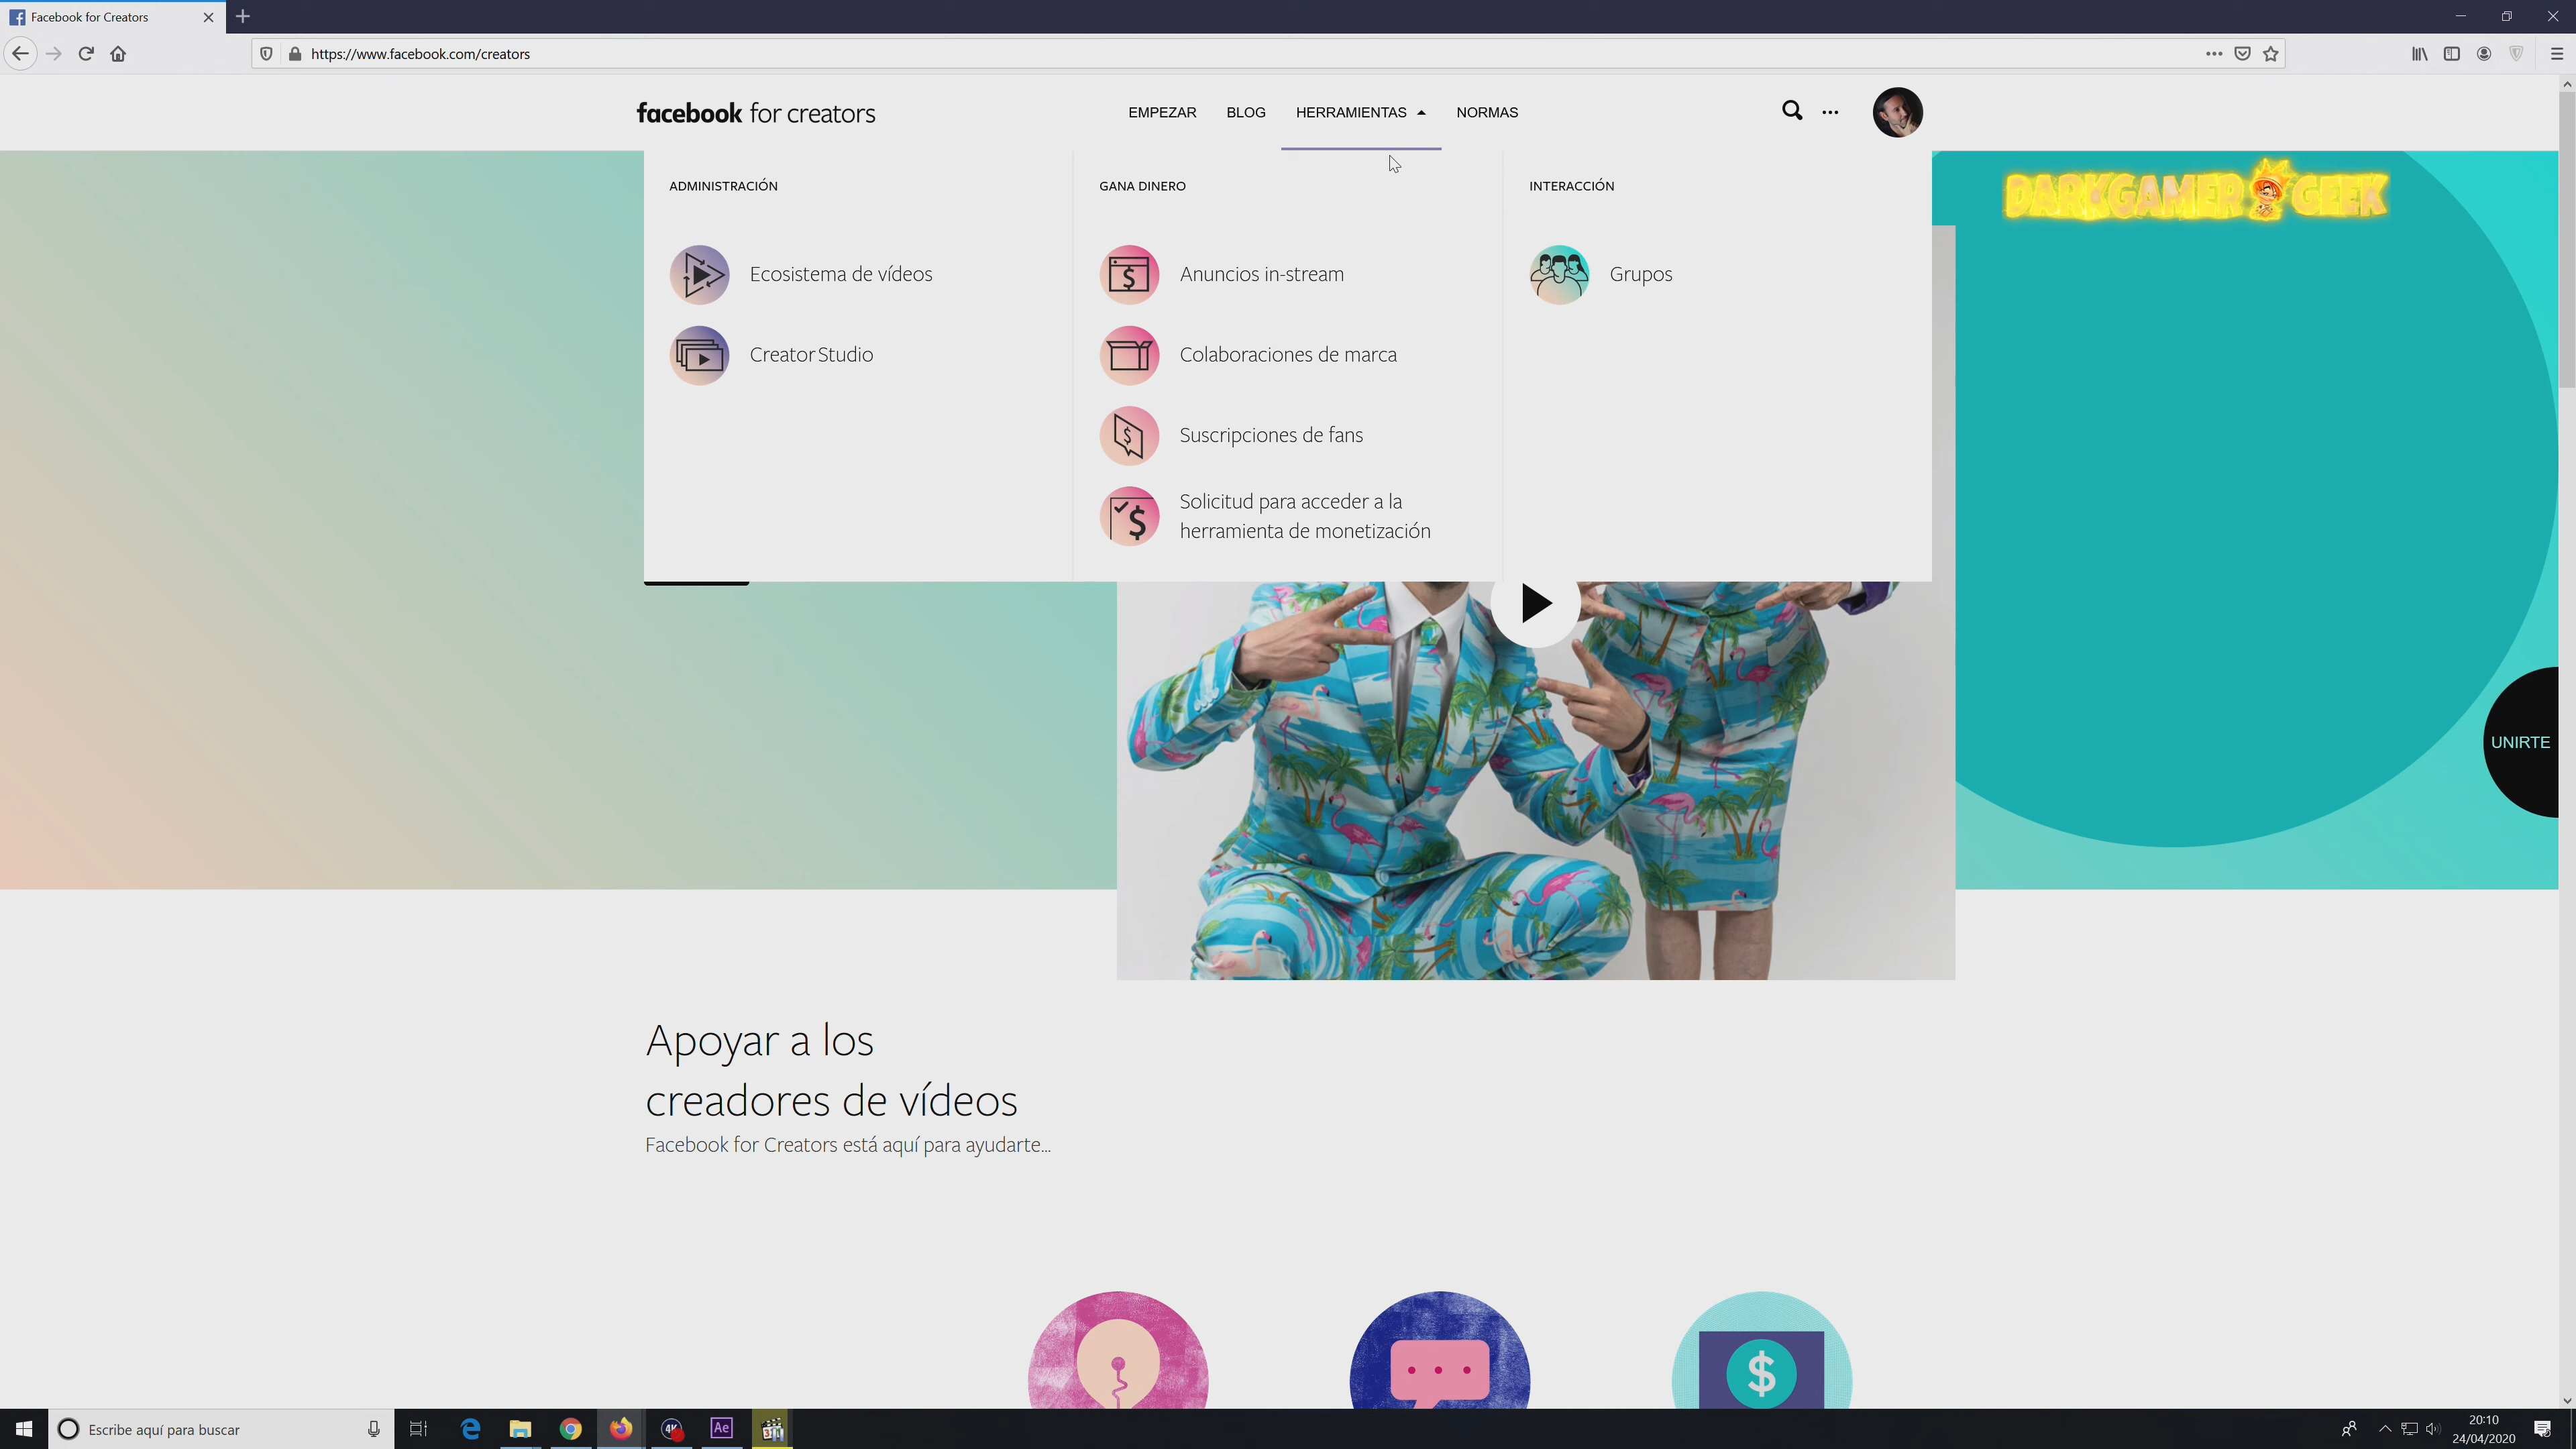 Facebook for Creators
https://www.facebook.com/creators
facebook for creators
EMPEZAR
BLOG
HERRAMIENTAS
NORMAS
ADMINISTRACIÓN
Ecosistema de vídeos
Creator Studio
GANA DINERO
Anuncios in-stream
Colaboraciones de marca
Suscripciones de fans
Solicitud para acceder a la
herramienta de monetización
INTERACCIÓN
Grupos
DARKGAMER GEEK
UNIRTE
Apoyar a los
creadores de vídeos
Facebook for Creators está aquí para ayudarte...
Escribe aquí para buscar
4K
Ae
20:10
24/04/2020